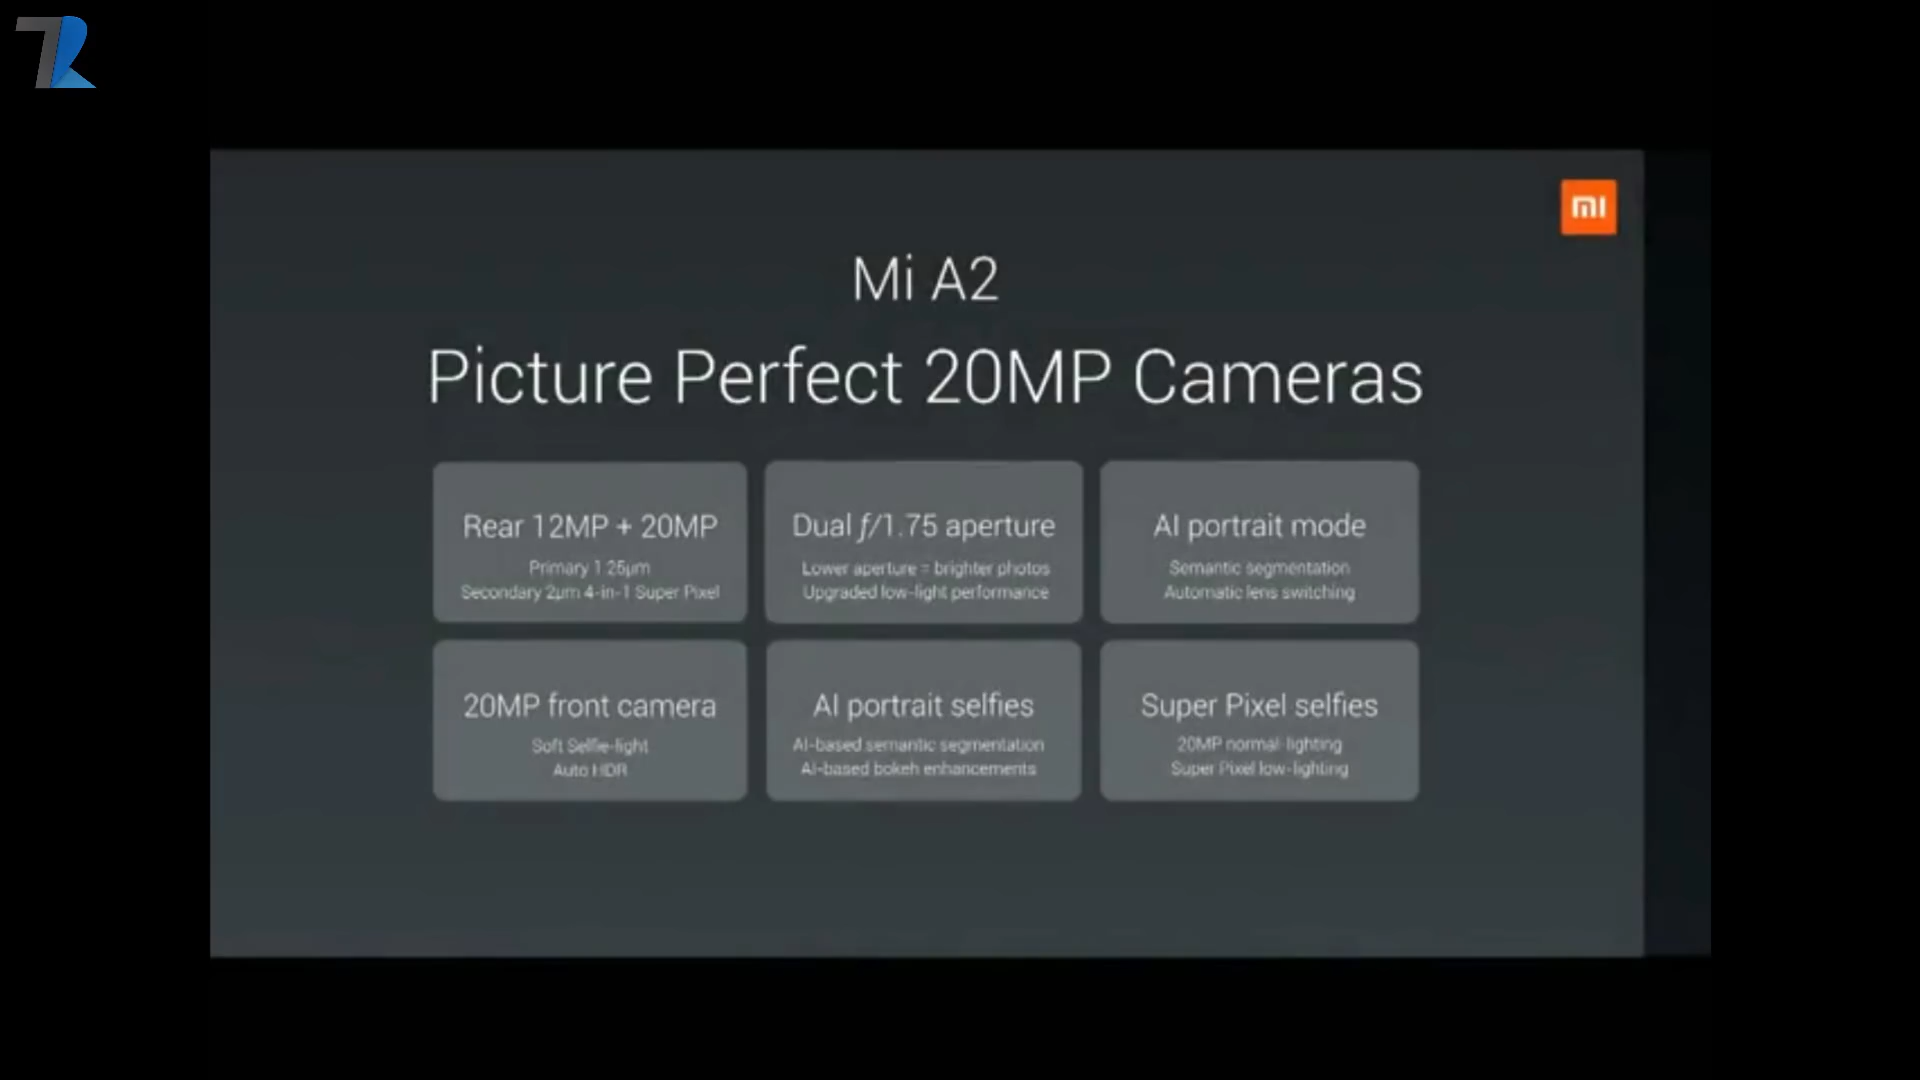 mi
Mi A2
Picture Perfect 20MP Cameras
Rear 12MP + 20MP
Primary 1.25μm
Secondary 2μm 4-in-1 Super Pixel
Dual f/1.75 aperture
Lower aperture = brighter photos
Upgraded low-light performance
AI portrait mode
Semantic segmentation
Automatic lens switching
20MP front camera
Soft Selfie-light
Auto HDR
AI portrait selfies
AI-based semantic segmentation
AI-based bokeh enhancements
Super Pixel selfies
20MP normal-lighting
Super Pixel low-lighting